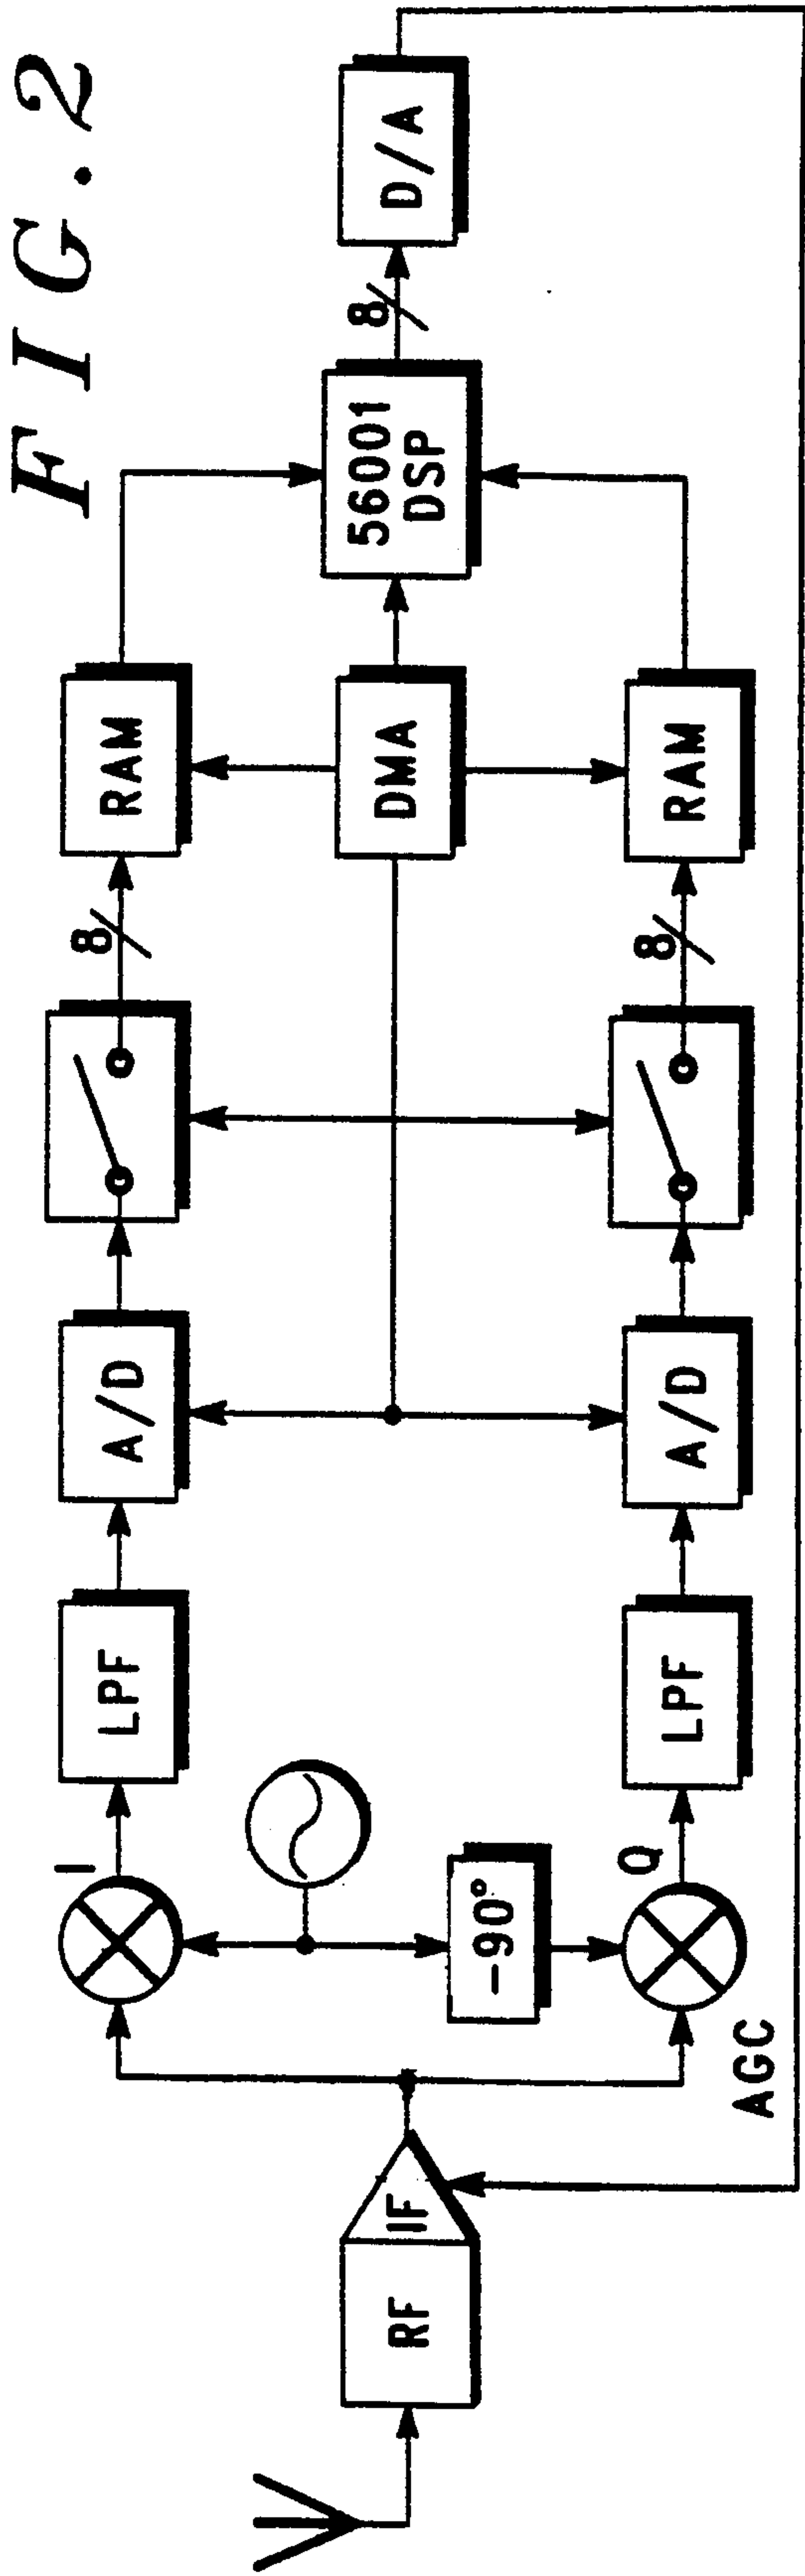 FIG.2
RF
IF
AGC
I
Q
-90°
LPF
LPF
A/D
A/D
8
8
RAM
DMA
RAM
56001
DSP
8
D/A